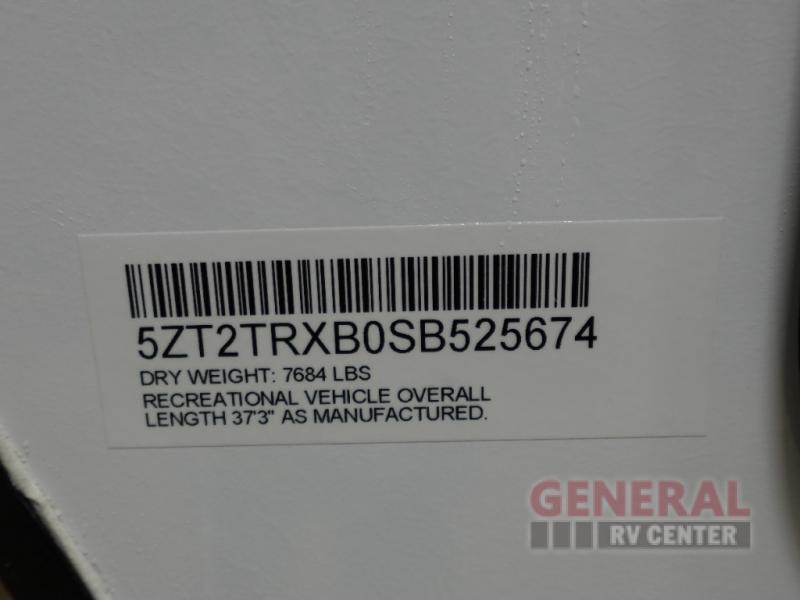 5ZT2TRXB0SB525674
DRY WEIGHT: 7684 LBS
RECREATIONAL VEHICLE OVERALL
LENGTH 37'3" AS MANUFACTURED.
GENERAL
RV CENTER